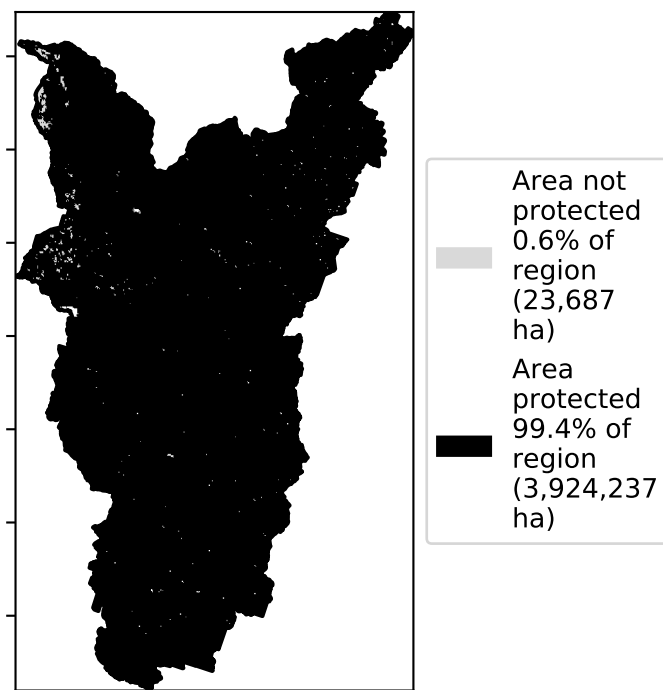 Area not
protected
0.6% of
region
(23,687
ha)
Area
protected
99.4% of
region
(3,924,237
ha)